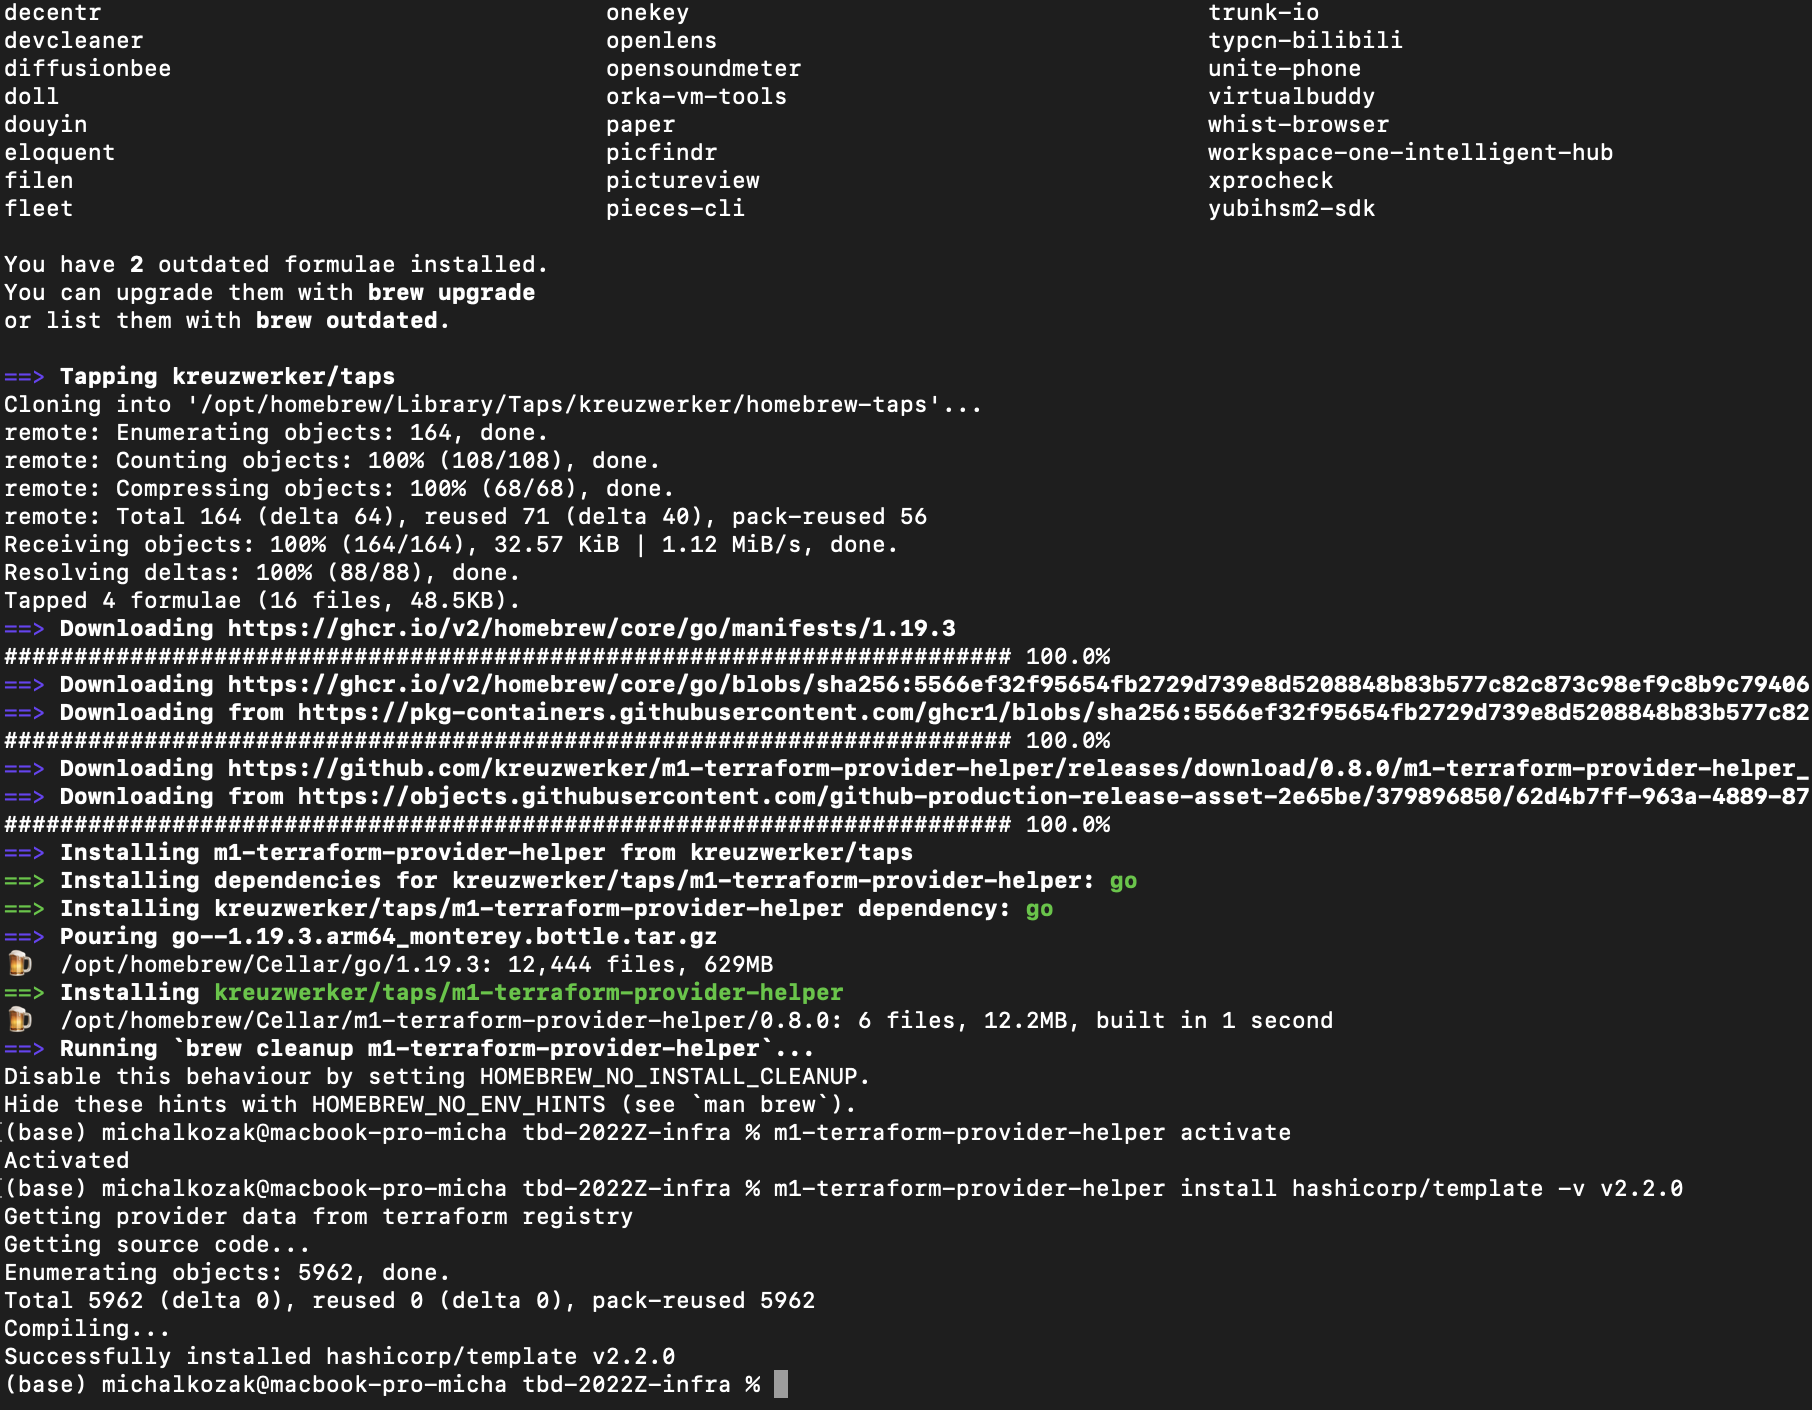 decentr onekey trunk-io
devcleaner openlens typcn-bilibili
diffusionbee opensoundmeter unite-phone
doll orka-vm-tools virtualbuddy
douyin paper whist-browser
eloquent picfindr workspace-one-intelligent-hub
filen pictureview xprocheck
fleet pieces-cli yubihsm2-sdk
You have 2 outdated formulae installed.
You can upgrade them with brew upgrade
or list them with brew outdated.
==> Tapping kreuzwerker/taps
Cloning into '/opt/homebrew/Library/Taps/kreuzwerker/homebrew-taps'...
remote: Enumerating objects: 164, done.
remote: Counting objects: 100% (108/108), done.
remote: Compressing objects: 100% (68/68), done.
remote: Total 164 (delta 64), reused 71 (delta 40), pack-reused 56
Receiving objects: 100% (164/164), 32.57 KiB | 1.12 MiB/s, done.
Resolving deltas: 100% (88/88), done.
Tapped 4 formulae (16 files, 48.5KB).
==> Downloading https://ghcr.io/v2/homebrew/core/go/manifests/1.19.3
######################################################################## 100.0%
==> Downloading https://ghcr.io/v2/homebrew/core/go/blobs/sha256:5566ef32f95654fb2729d739e8d5208848b83b577c82c873c98ef9c8b9c79406
==> Downloading from https://pkg-containers.githubusercontent.com/ghcr1/blobs/sha256:5566ef32f95654fb2729d739e8d5208848b83b577c82
######################################################################## 100.0%
==> Downloading https://github.com/kreuzwerker/m1-terraform-provider-helper/releases/download/0.8.0/m1-terraform-provider-helper_
==> Downloading from https://objects.githubusercontent.com/github-production-release-asset-2e65be/379896850/62d4b7ff-963a-4889-87
######################################################################## 100.0%
==> Installing m1-terraform-provider-helper from kreuzwerker/taps
==> Installing dependencies for kreuzwerker/taps/m1-terraform-provider-helper: go
==> Installing kreuzwerker/taps/m1-terraform-provider-helper dependency: go
==> Pouring go--1.19.3.arm64_monterey.bottle.tar.gz
🍺 /opt/homebrew/Cellar/go/1.19.3: 12,444 files, 629MB
==> Installing kreuzwerker/taps/m1-terraform-provider-helper
🍺 /opt/homebrew/Cellar/m1-terraform-provider-helper/0.8.0: 6 files, 12.2MB, built in 1 second
==> Running `brew cleanup m1-terraform-provider-helper`...
Disable this behaviour by setting HOMEBREW_NO_INSTALL_CLEANUP.
Hide these hints with HOMEBREW_NO_ENV_HINTS (see `man brew`).
(base) michalkozak@macbook-pro-micha tbd-2022Z-infra % m1-terraform-provider-helper activate
Activated
(base) michalkozak@macbook-pro-micha tbd-2022Z-infra % m1-terraform-provider-helper install hashicorp/template -v v2.2.0
Getting provider data from terraform registry
Getting source code...
Enumerating objects: 5962, done.
Total 5962 (delta 0), reused 0 (delta 0), pack-reused 5962
Compiling...
Successfully installed hashicorp/template v2.2.0
(base) michalkozak@macbook-pro-micha tbd-2022Z-infra %